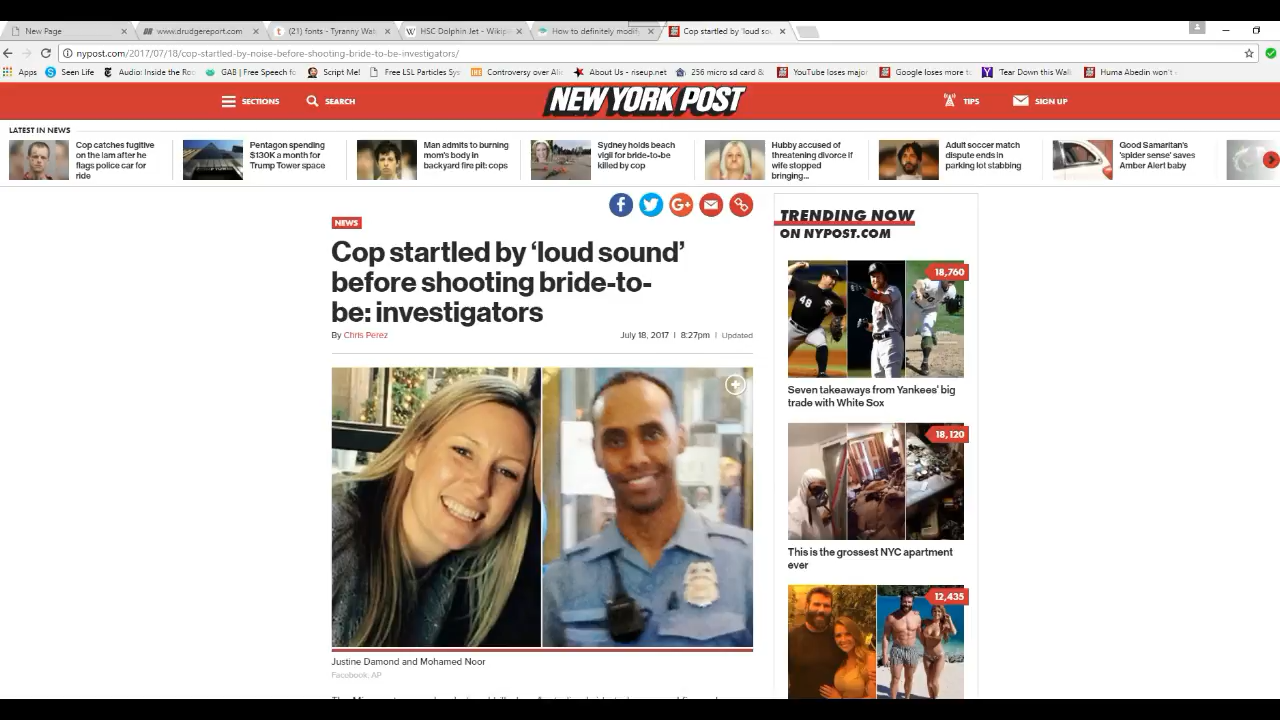 New Page
www.drudgereport.com
(21) fonts - Tyranny Wat
HSC Dolphin Jet - Wikip
How to definitely modif
Cop startled by 'loud sou
nypost.com/2017/07/18/cop-startled-by-noise-before-shooting-bride-to-be-investigators/
Apps
Seen Life
Audio: Inside the Ro
GAB | Free Speech fo
Script Me!
Free LSL Particles Sys
Controversy over Ali
About Us - riseup.net
256 micro sd card &
YouTube loses majo
Google loses more to
'Tear Down this Wall
Huma Abedin won't
SECTIONS
SEARCH
NEW YORK POST
TIPS
SIGN UP
LATEST IN NEWS
Cop catches fugitive
on the lam after he
flags police car for
ride
Pentagon spending
$130K a month for
Trump Tower space
Man admits to burning
mom's body in
backyard fire pit: cops
Sydney holds beach
vigil for bride-to-be
killed by cop
Hubby accused of
threatening divorce if
wife stopped
bringing...
Adult soccer match
dispute ends in
parking lot stabbing
Good Samaritan's
'spider sense' saves
Amber Alert baby
NEWS
Cop startled by ‘loud sound’
before shooting bride-to-
be: investigators
By Chris Perez
July 18, 2017 | 8:27pm | Updated
Justine Damond and Mohamed Noor
Facebook, AP
TRENDING NOW
ON NYPOST.COM
18,760
Seven takeaways from Yankees' big
trade with White Sox
18,120
This is the grossest NYC apartment
ever
12,435